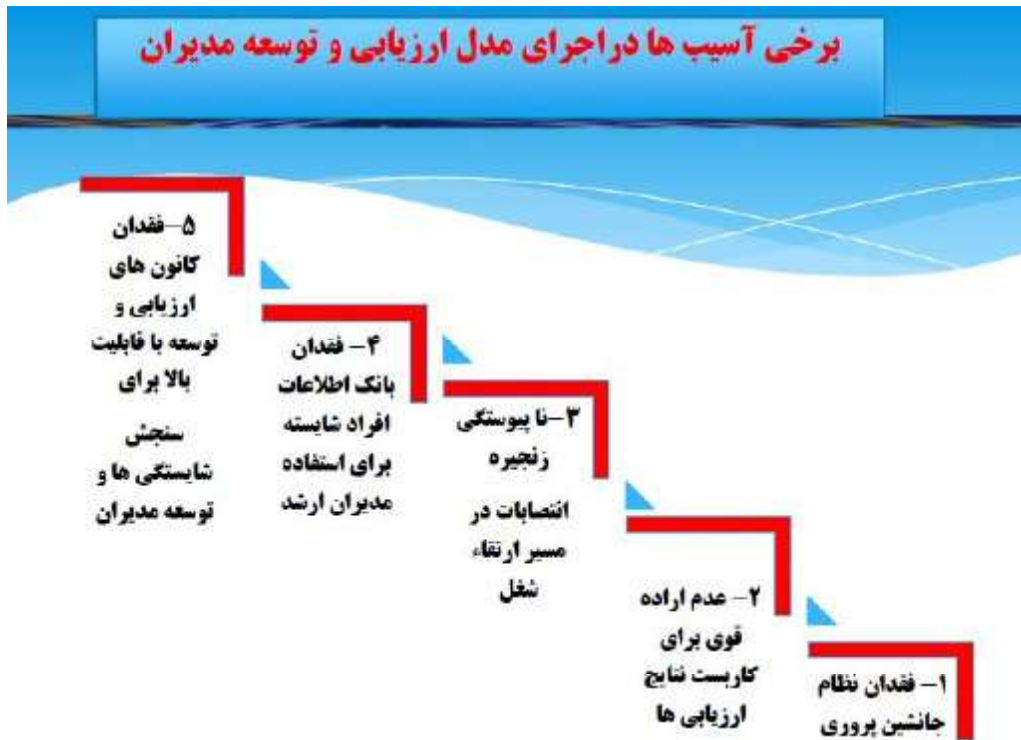 برخی آسیب ها در اجرای مدل ارزیابی و توسعه مدیران
۱- فقدان نظام
جانشین پروری
۲- عدم اراده
قوی برای
کاربست نتایج
ارزیابی ها
۳-نا پیوستگی
زنجیره
انتصابات در
مسیر ارتقاء
شغل
۴- فقدان
بانک اطلاعات
افراد شایسته
برای استفاده
مدیران ارشد
۵-فقدان
کانون های
ارزیابی و
توسعه با قابلیت
بالا برای
سنجش
شایستگی ها و
توسعه مدیران